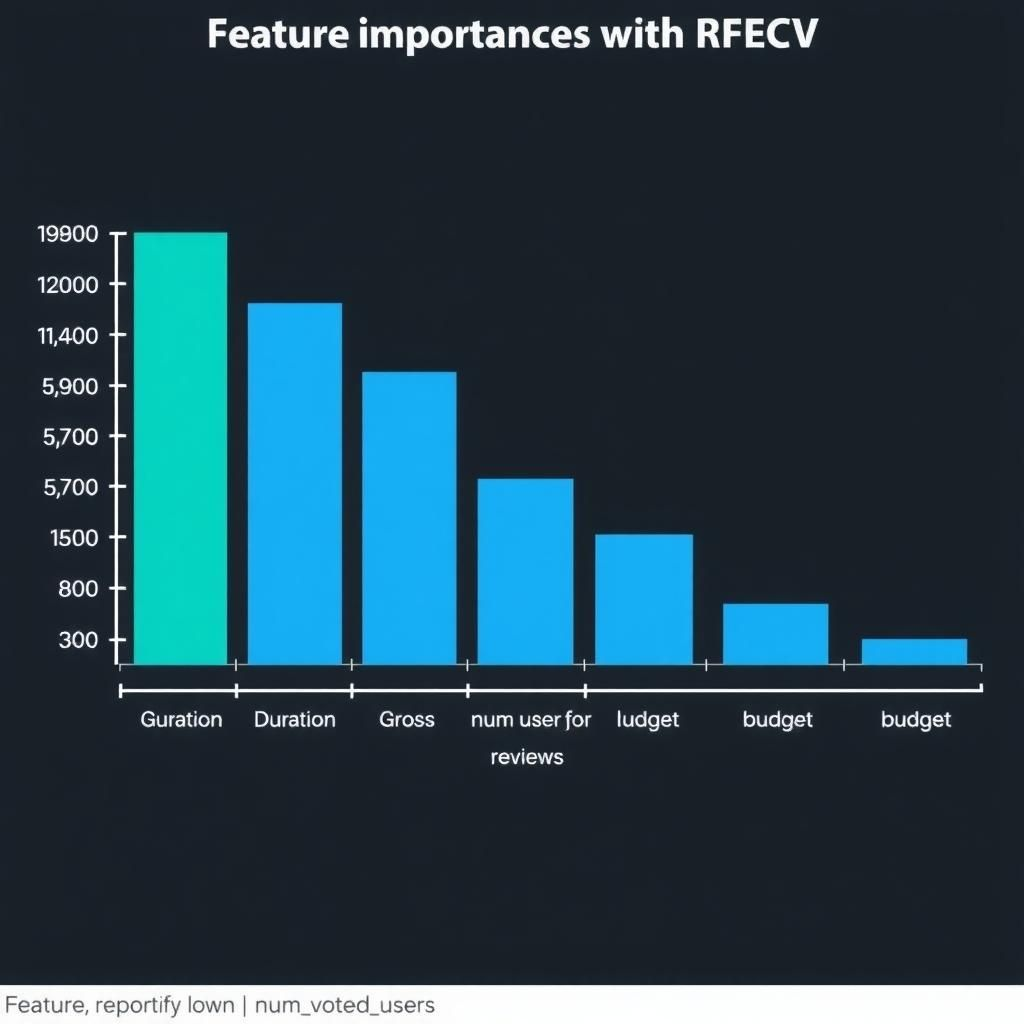 Feature importances with RFECV
19900
12000
11,400
5,900
5,700
5,700
1500
800
300
Guration Duration Gross num user for ludget budget budget
reviews
Feature, reportify lown | num_voted_users